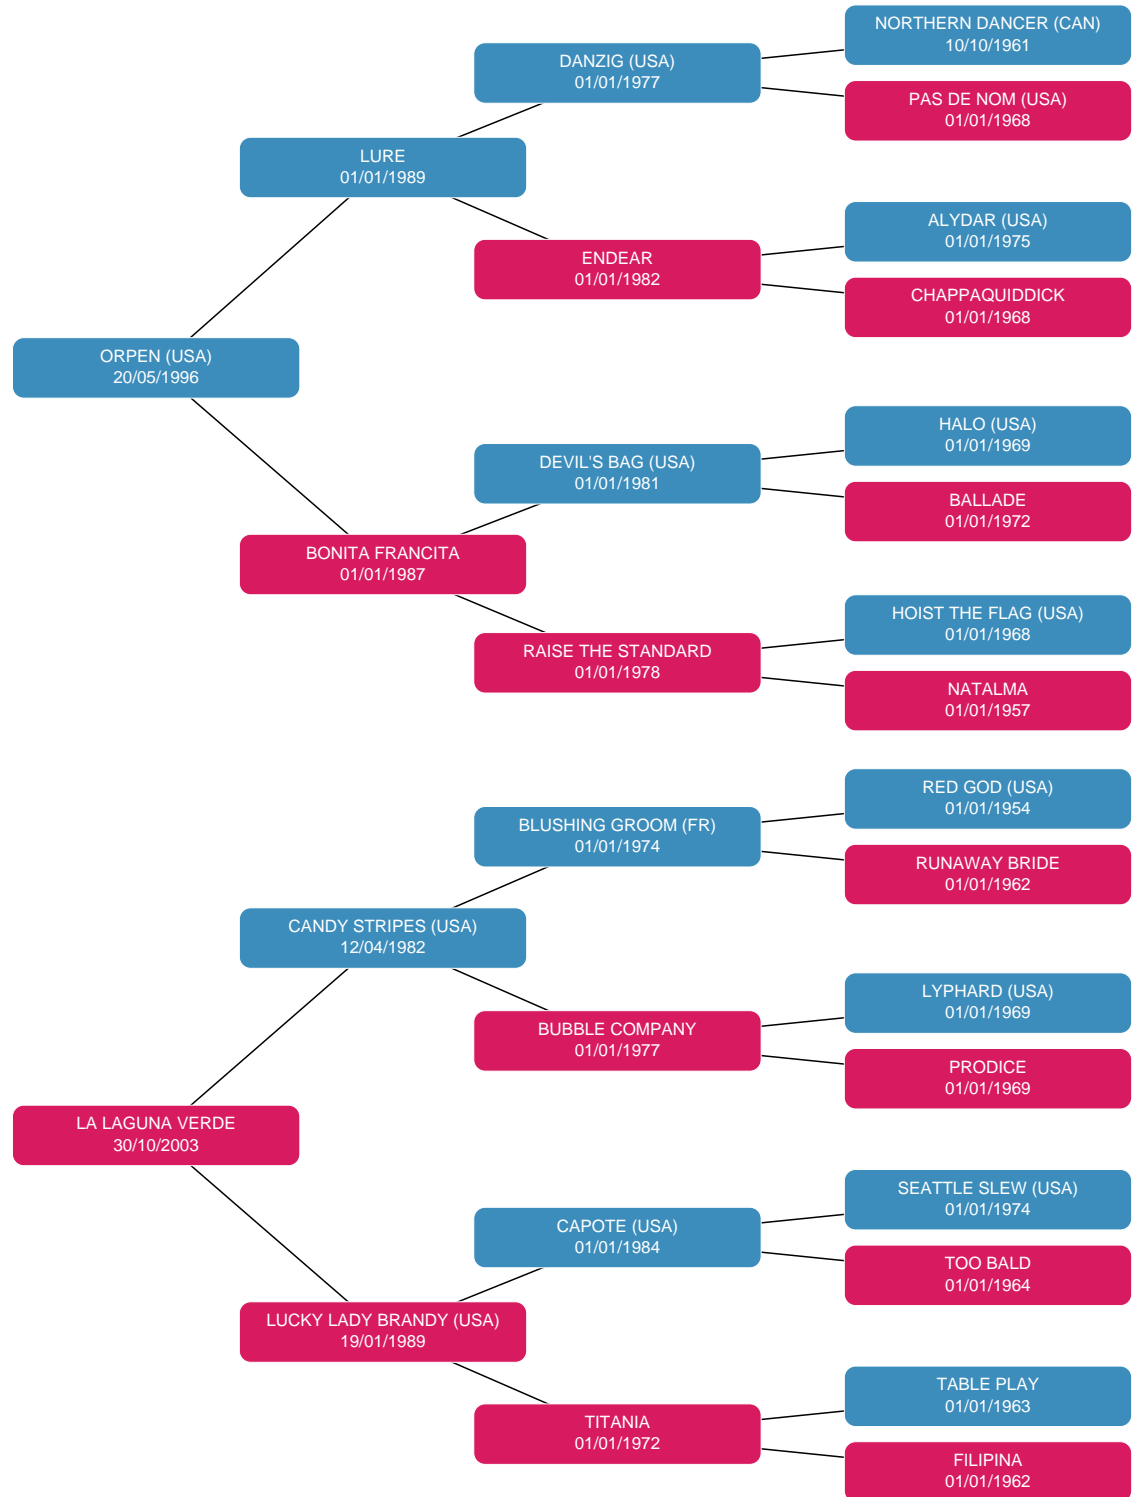 NORTHERN DANCER (CAN)
10/10/1961
DANZIG (USA)
01/01/1977
PAS DE NOM (USA)
01/01/1968
LURE
01/01/1989
ALYDAR (USA)
01/01/1975
ENDEAR
01/01/1982
CHAPPAQUIDDICK
01/01/1968
ORPEN (USA)
20/05/1996
HALO (USA)
01/01/1969
DEVIL'S BAG (USA)
01/01/1981
BALLADE
01/01/1972
BONITA FRANCITA
01/01/1987
HOIST THE FLAG (USA)
01/01/1968
RAISE THE STANDARD
01/01/1978
NATALMA
01/01/1957
RED GOD (USA)
01/01/1954
BLUSHING GROOM (FR)
01/01/1974
RUNAWAY BRIDE
01/01/1962
CANDY STRIPES (USA)
12/04/1982
LYPHARD (USA)
01/01/1969
BUBBLE COMPANY
01/01/1977
PRODICE
01/01/1969
LA LAGUNA VERDE
30/10/2003
SEATTLE SLEW (USA)
01/01/1974
CAPOTE (USA)
01/01/1984
TOO BALD
01/01/1964
LUCKY LADY BRANDY (USA)
19/01/1989
TABLE PLAY
01/01/1963
TITANIA
01/01/1972
FILIPINA
01/01/1962